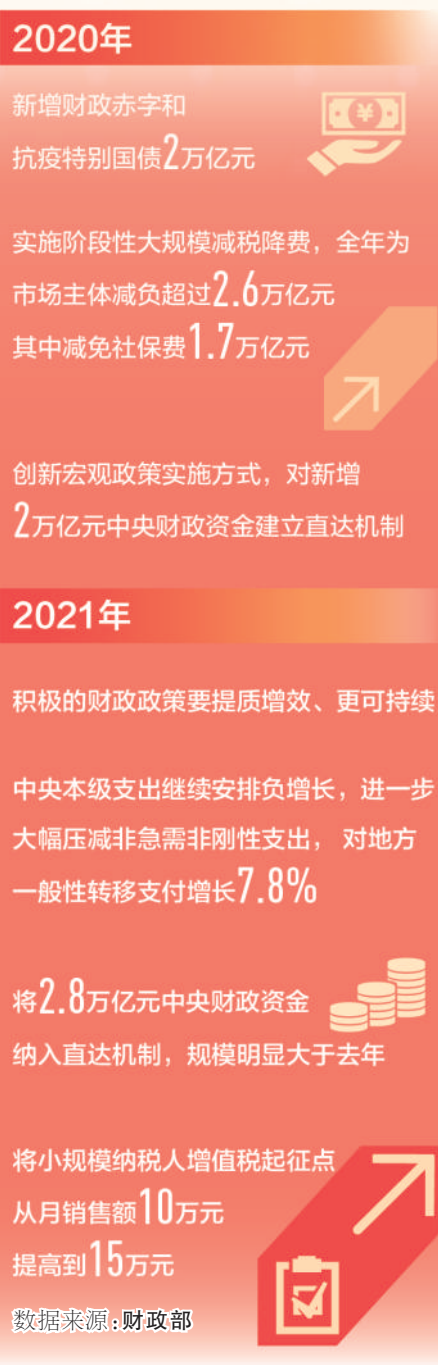 2020年
新增财政赤字和
抗疫特别国债2万亿元
¥
实施阶段性大规模减税降费，全年为
市场主体减负超过2.6万亿元
其中减免社保费1.7万亿元
创新宏观政策实施方式，对新增
2万亿元中央财政资金建立直达机制
2021年
积极的财政政策要提质增效、更可持续
中央本级支出继续安排负增长，进一步
大幅压减非急需非刚性支出，对地方
一般性转移支付增长7.8%
将2.8万亿元中央财政资金
纳入直达机制，规模明显大于去年
将小规模纳税人增值税起征点
从月销售额10万元
提高到15万元
数据来源:财政部